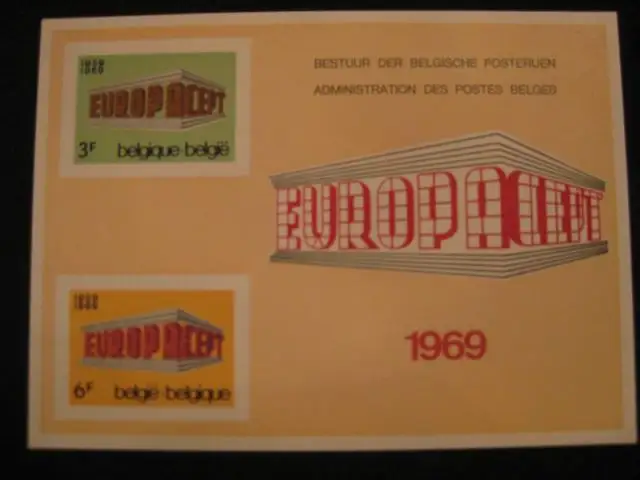 1959
1969
EUROPA CEPT
3F
belgique·belgië
BESTUUR DER BELGISCHE POSTERIJEN
ADMINISTRATION DES POSTES BELGES
EUROPA CEPT
1969
EUROPA CEPT
6F
belgië·belgique